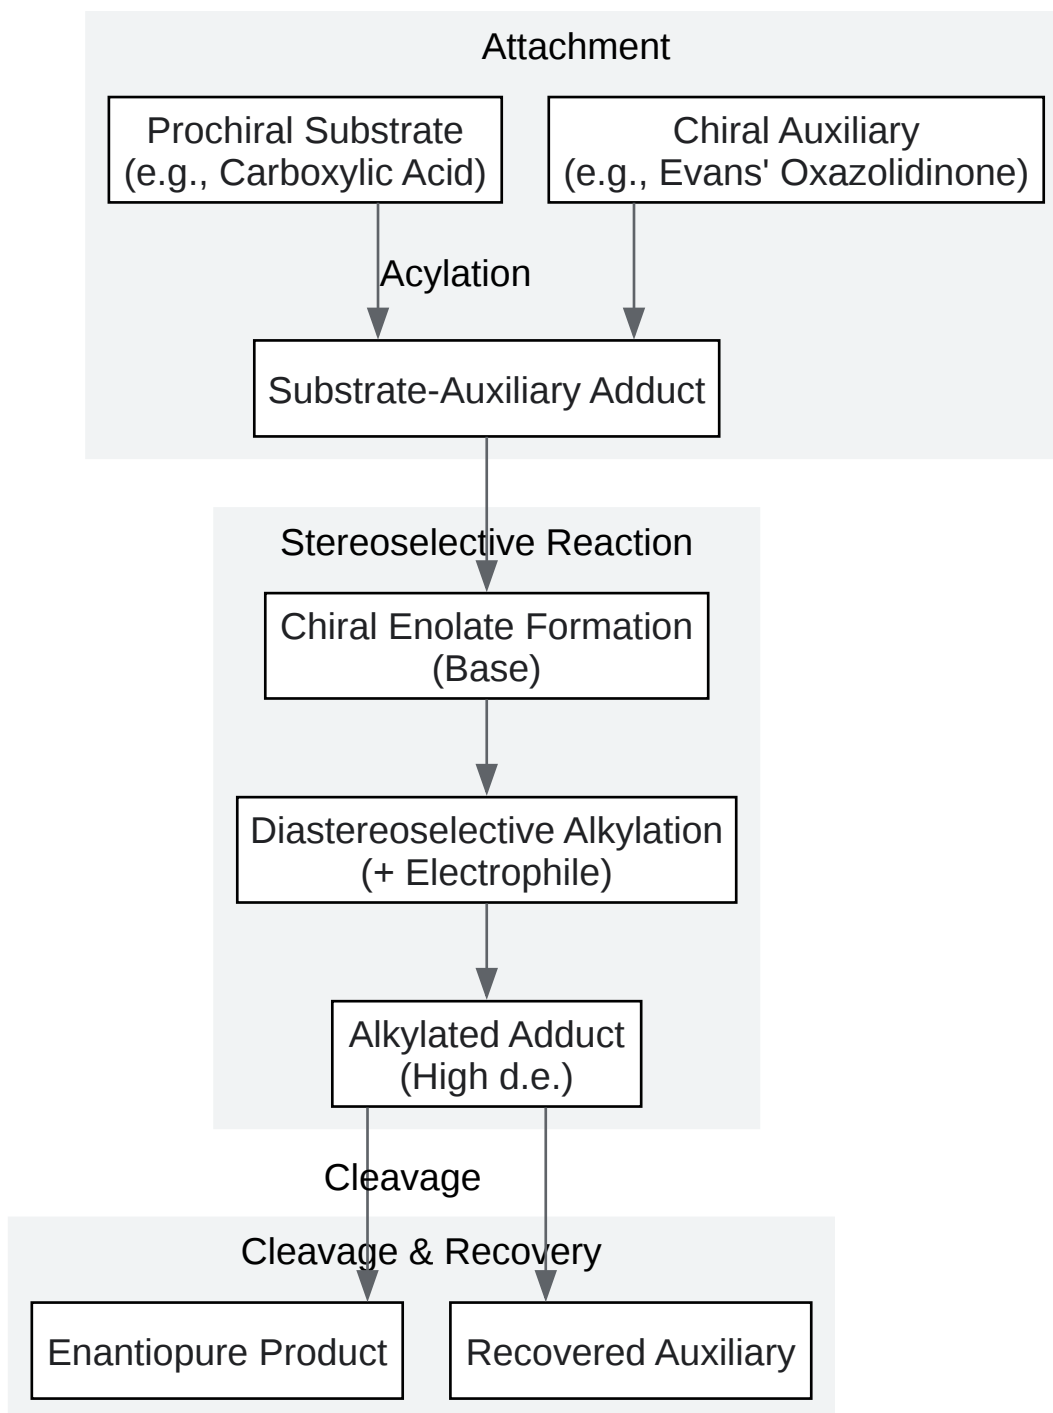 Attachment
Prochiral Substrate
(e.g., Carboxylic Acid)
Chiral Auxiliary
(e.g., Evans' Oxazolidinone)
Acylation
Substrate-Auxiliary Adduct
Stereoselective Reaction
Chiral Enolate Formation
(Base)
Diastereoselective Alkylation
(+ Electrophile)
Alkylated Adduct
(High d.e.)
Cleavage
Cleavage & Recovery
Enantiopure Product
Recovered Auxiliary